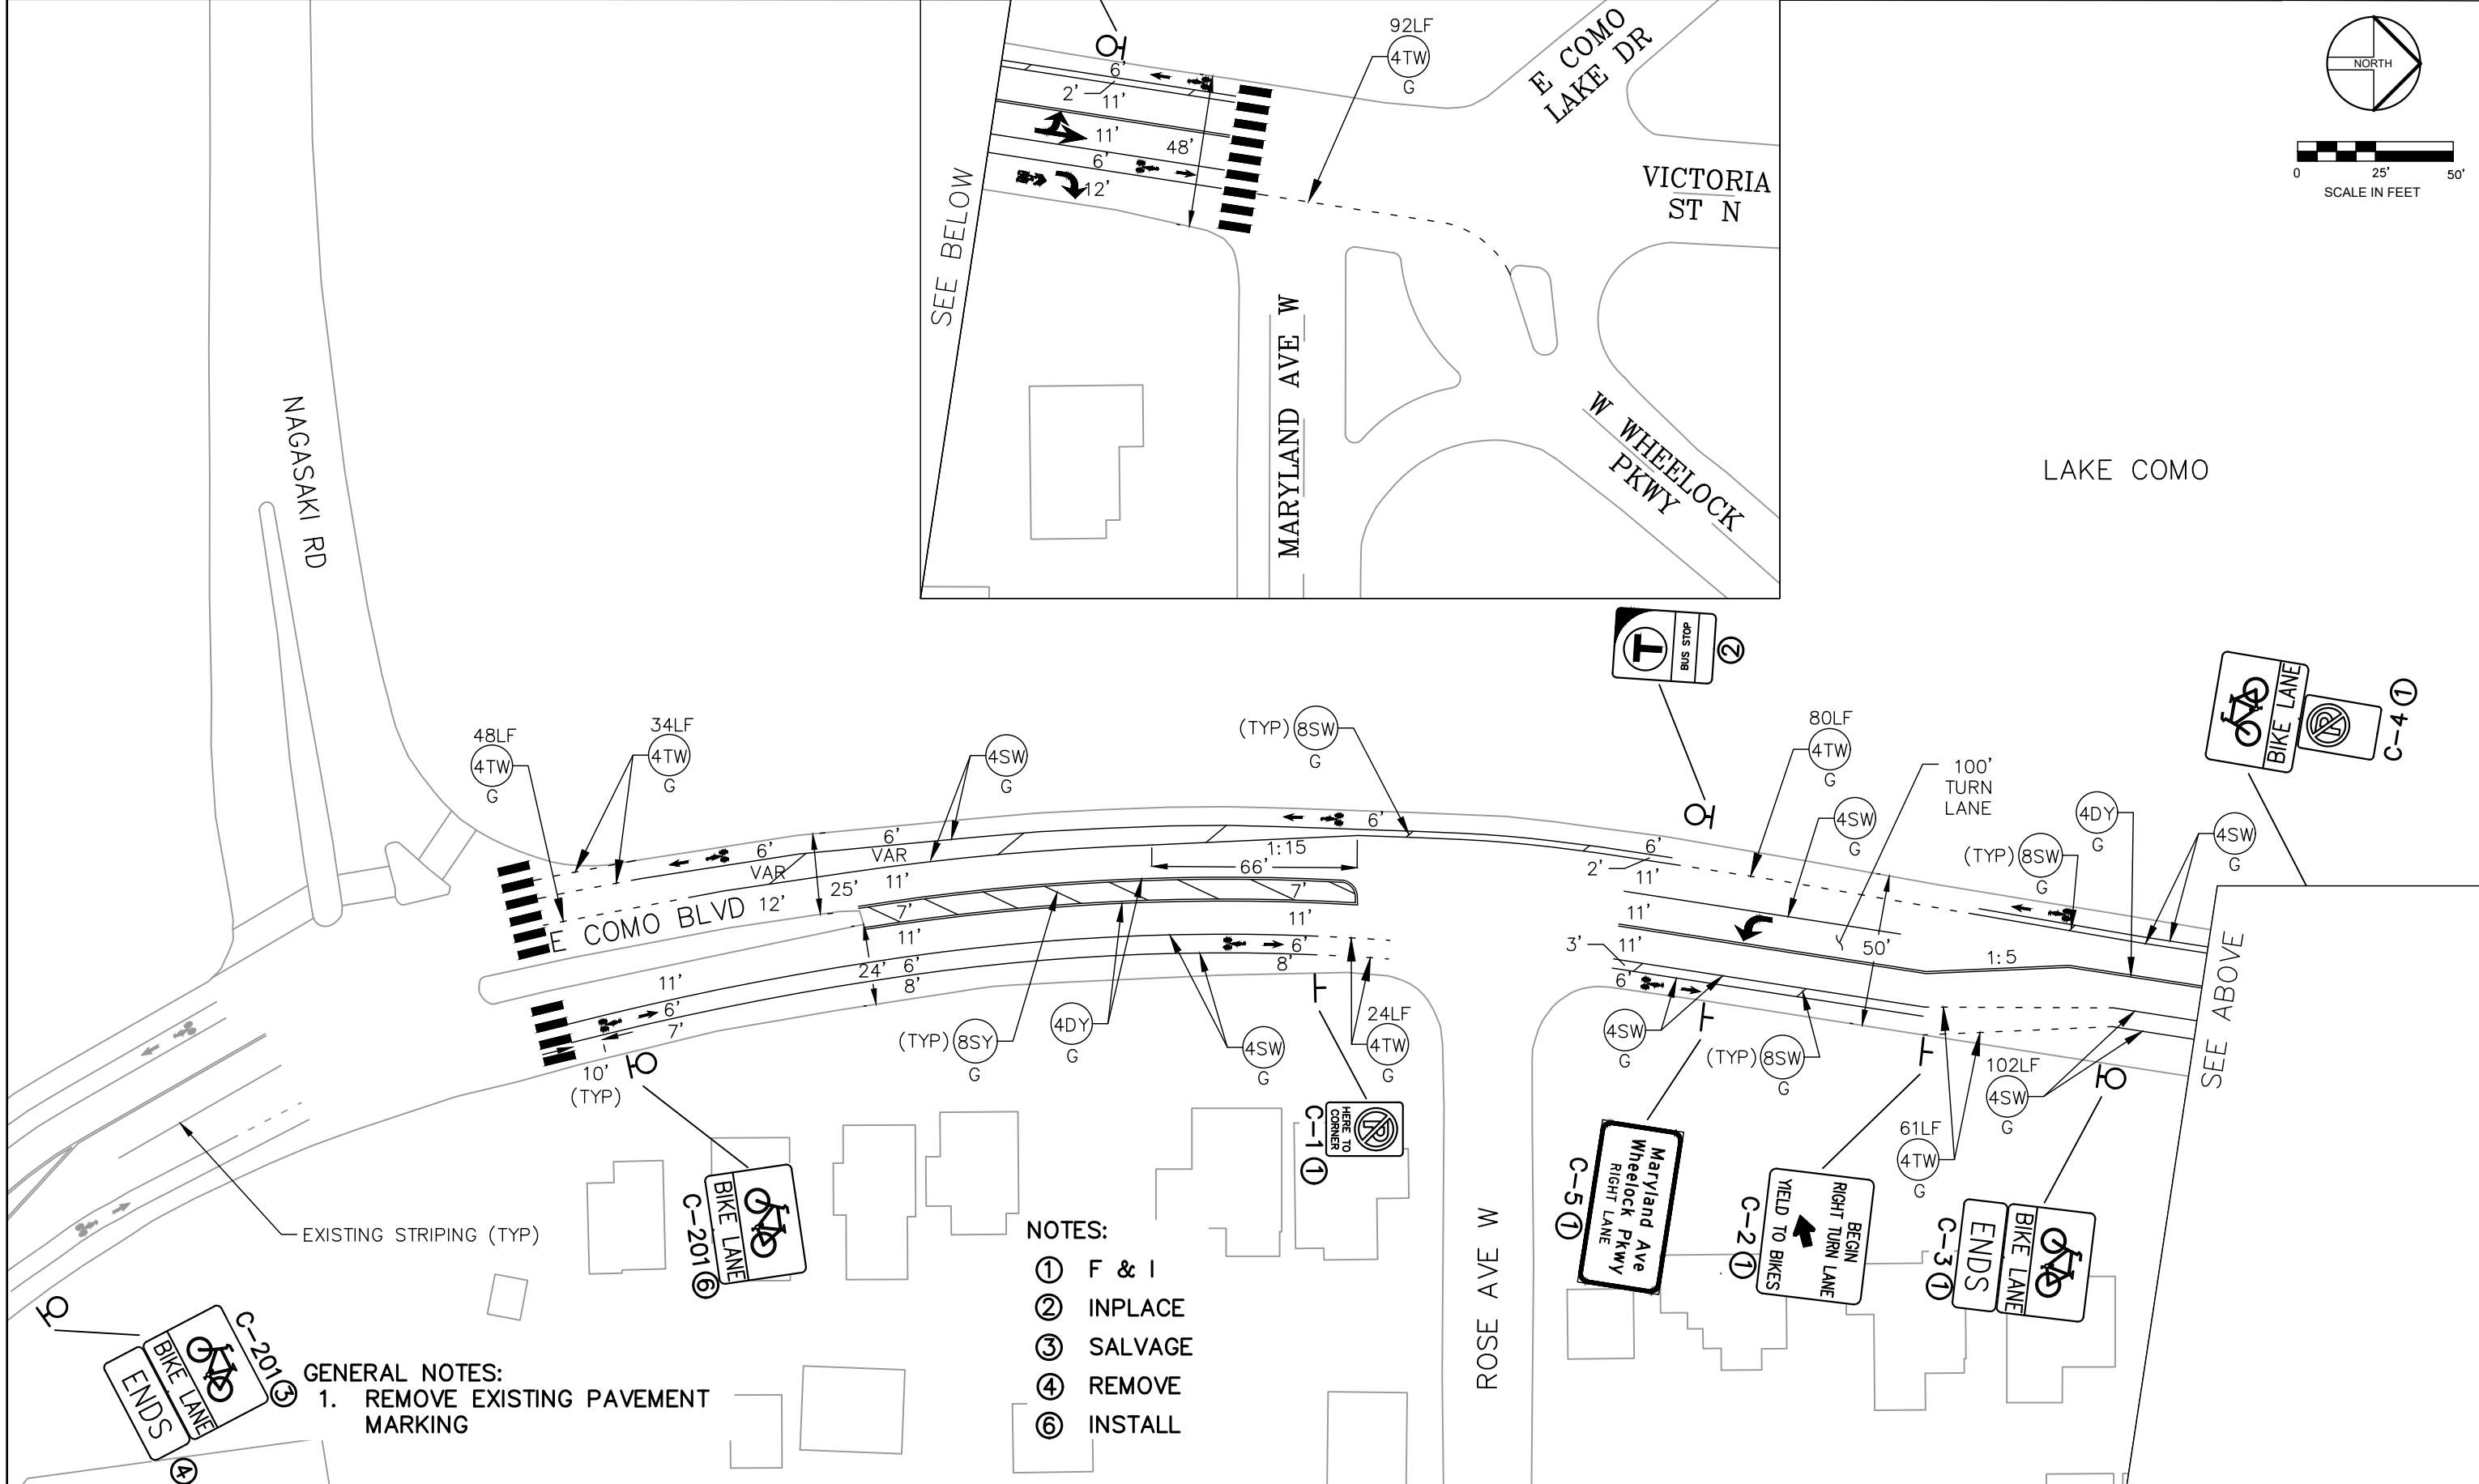 92LF
4TW
G
E COMO
LAKE DR
NORTH
0 25' 50'
SCALE IN FEET
6'
2'
11'
11'
48'
6'
12'
VICTORIA
ST N
SEE BELOW
MARYLAND AVE W
W WHEELOCK
PKWY
NAGASAKI RD
LAKE COMO
T
BUS STOP
②
BIKE LANE
P
C-4 ①
48LF
4TW
G
34LF
4TW
G
4SW
G
(TYP) 8SW
G
80LF
4TW
G
4SW
G
100'
TURN
LANE
4DY
G
(TYP) 8SW
G
4SW
G
6'
VAR
6'
VAR
6'
6'
1:15
66'
2'
11'
11'
25'
12'
7'
7'
11'
11'
E COMO BLVD
11'
24'
6'
8'
6'
8'
11'
6'
7'
3'
11'
6'
50'
1:5
SEE ABOVE
10'
(TYP)
(TYP) 8SY
G
4DY
G
4SW
G
24LF
4TW
G
4SW
G
(TYP) 8SW
G
61LF
4TW
G
102LF
4SW
G
EXISTING STRIPING (TYP)
BIKE LANE
C-201 ⑥
P
HERE TO
CORNER
C-1 ①
Maryland Ave
Wheelock Pkwy
RIGHT LANE
C-5 ①
BEGIN
RIGHT TURN LANE
YIELD TO BIKES
C-2 ①
BIKE LANE
ENDS
C-3 ①
ROSE AVE W
C-201 ③
BIKE LANE
ENDS
④
GENERAL NOTES:
1. REMOVE EXISTING PAVEMENT
MARKING
NOTES:
① F & I
② INPLACE
③ SALVAGE
④ REMOVE
⑥ INSTALL